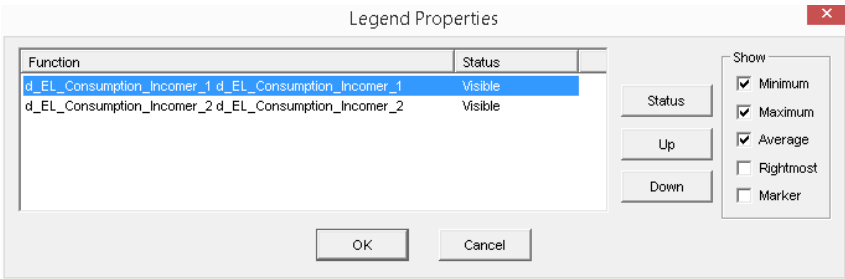 Legend Properties
Function Status
d_EL_Consumption_Incomer_1 d_EL_Consumption_Incomer_1 Visible
d_EL_Consumption_Incomer_2 d_EL_Consumption_Incomer_2 Visible
Status
Up
Down
Show
Minimum
Maximum
Average
Rightmost
Marker
OK
Cancel